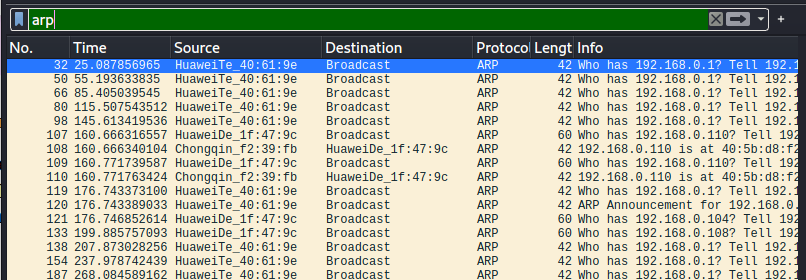 arp
No. Time Source Destination Protocol Lengt Info
32 25.087856965 HuaweiTe_40:61:9e Broadcast ARP 42 Who has 192.168.0.1? Tell 192.1
50 55.193633835 HuaweiTe_40:61:9e Broadcast ARP 42 Who has 192.168.0.1? Tell 192.1
66 85.405039545 HuaweiTe_40:61:9e Broadcast ARP 42 Who has 192.168.0.1? Tell 192.1
80 115.507543512 HuaweiTe_40:61:9e Broadcast ARP 42 Who has 192.168.0.1? Tell 192.1
98 145.613419536 HuaweiTe_40:61:9e Broadcast ARP 42 Who has 192.168.0.1? Tell 192.1
107 160.666316557 HuaweiDe_1f:47:9c Broadcast ARP 60 Who has 192.168.0.110? Tell 192
108 160.666340104 Chongqin_f2:39:fb HuaweiDe_1f:47:9c ARP 42 192.168.0.110 is at 40:5b:d8:f2
109 160.771739587 HuaweiDe_1f:47:9c Broadcast ARP 60 Who has 192.168.0.110? Tell 192
110 160.771763424 Chongqin_f2:39:fb HuaweiDe_1f:47:9c ARP 42 192.168.0.110 is at 40:5b:d8:f2
119 176.743373100 HuaweiTe_40:61:9e Broadcast ARP 42 Who has 192.168.0.1? Tell 192.1
120 176.743389033 HuaweiTe_40:61:9e Broadcast ARP 42 ARP Announcement for 192.168.0.
121 176.746852614 HuaweiDe_1f:47:9c Broadcast ARP 60 Who has 192.168.0.104? Tell 192
133 199.885757093 HuaweiDe_1f:47:9c Broadcast ARP 60 Who has 192.168.0.108? Tell 192
138 207.873028256 HuaweiTe_40:61:9e Broadcast ARP 42 Who has 192.168.0.1? Tell 192.1
154 237.978742439 HuaweiTe_40:61:9e Broadcast ARP 42 Who has 192.168.0.1? Tell 192.1
187 268.084589162 HuaweiTe_40:61:9e Broadcast ARP 42 Who has 192.168.0.1? Tell 192.1